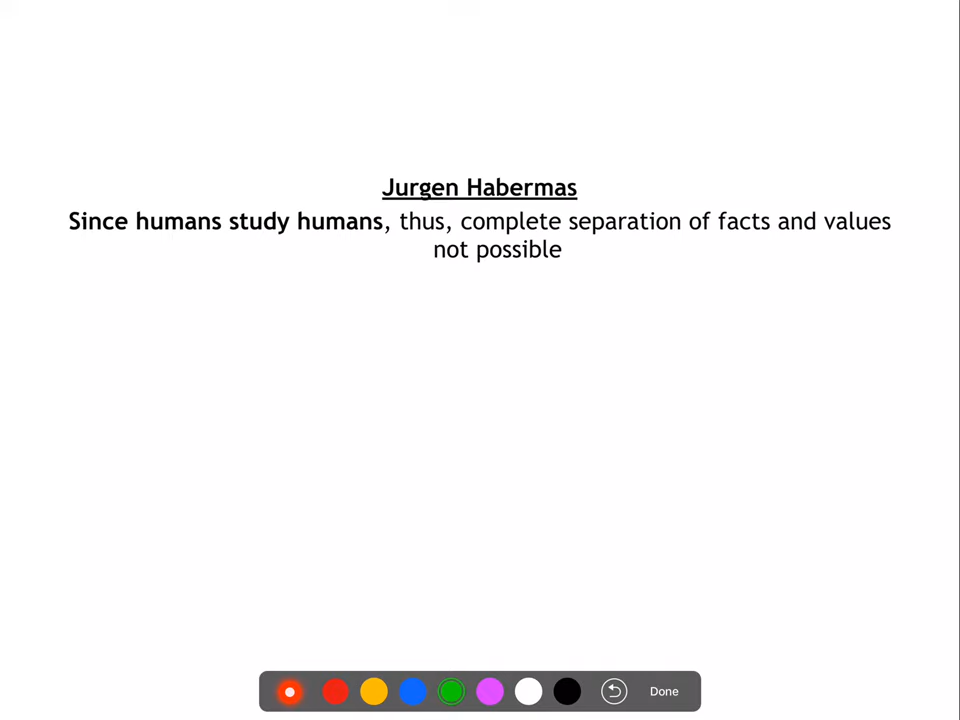 Jurgen Habermas
Since humans study humans, thus, complete separation of facts and values
not possible
Done